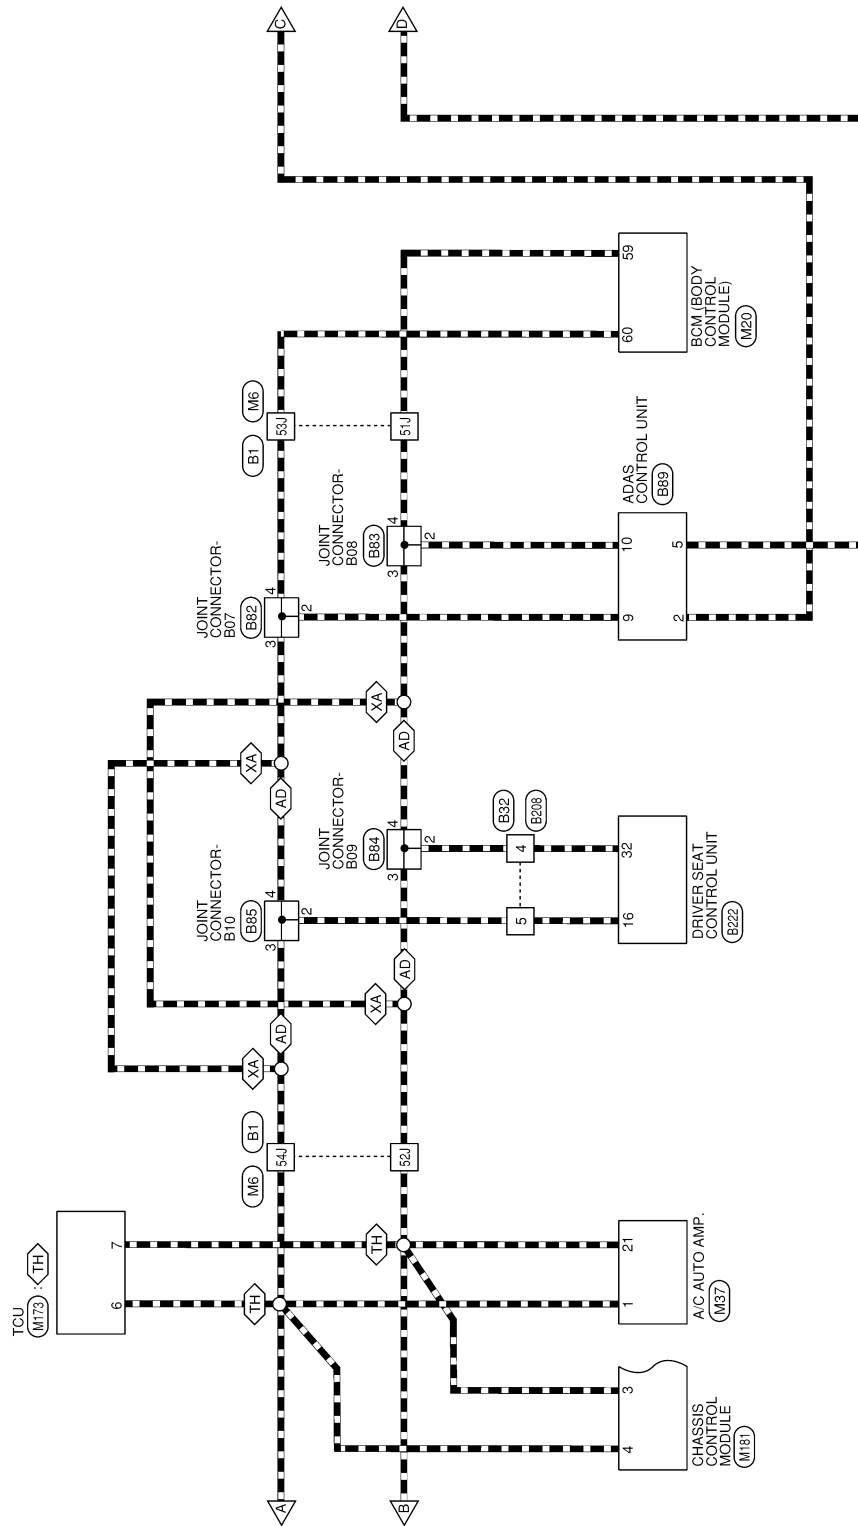 A
B
TCU
M173
: TH
6
7
TH
TH
CHASSIS
CONTROL
MODULE
M181
4
3
A/C AUTO AMP.
M37
1
21
M6
B1
54J
52J
XA
AD
XA
AD
JOINT
CONNECTOR-
B10
B85
3
4
2
JOINT
CONNECTOR-
B09
B84
3
4
2
B32
B208
5
4
16
32
DRIVER SEAT
CONTROL UNIT
B222
XA
AD
XA
AD
JOINT
CONNECTOR-
B07
B82
3
4
2
JOINT
CONNECTOR-
B08
B83
3
4
2
ADAS
CONTROL UNIT
B89
9
10
2
5
B1
M6
53J
51J
60
59
BCM (BODY
CONTROL
MODULE)
M20
C
D